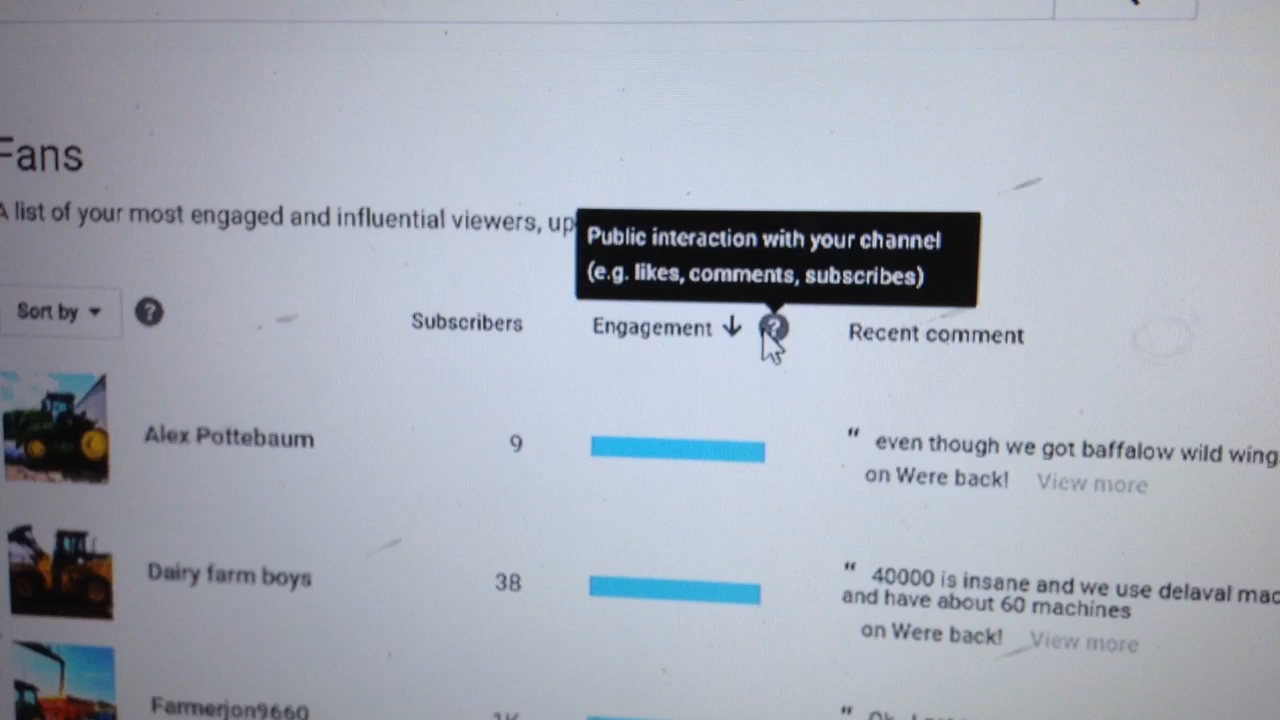 Fans
A list of your most engaged and influential viewers, up
Public interaction with your channel
(e.g. likes, comments, subscribes)
Sort by ?
Subscribers
Engagement ↓ ?
Recent comment
Alex Pottebaum
9
“ even though we got baffalow wild wing
on Were back! View more
Dairy farm boys
38
“ 40000 is insane and we use delaval mac
and have about 60 machines
on Were back! View more
Farmerjon9660
1K